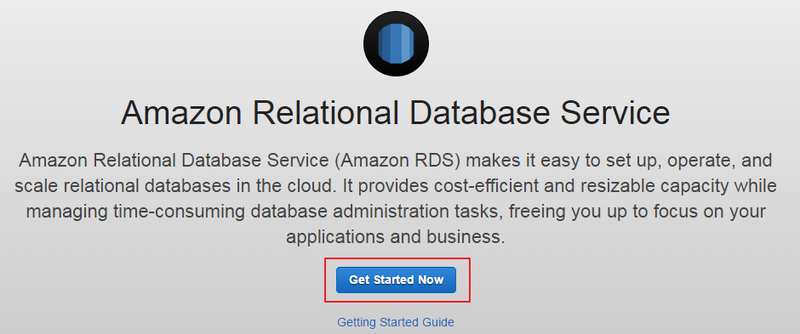 Amazon Relational Database Service
Amazon Relational Database Service (Amazon RDS) makes it easy to set up, operate, and
scale relational databases in the cloud. It provides cost-efficient and resizable capacity while
managing time-consuming database administration tasks, freeing you up to focus on your
applications and business.
Get Started Now
Getting Started Guide